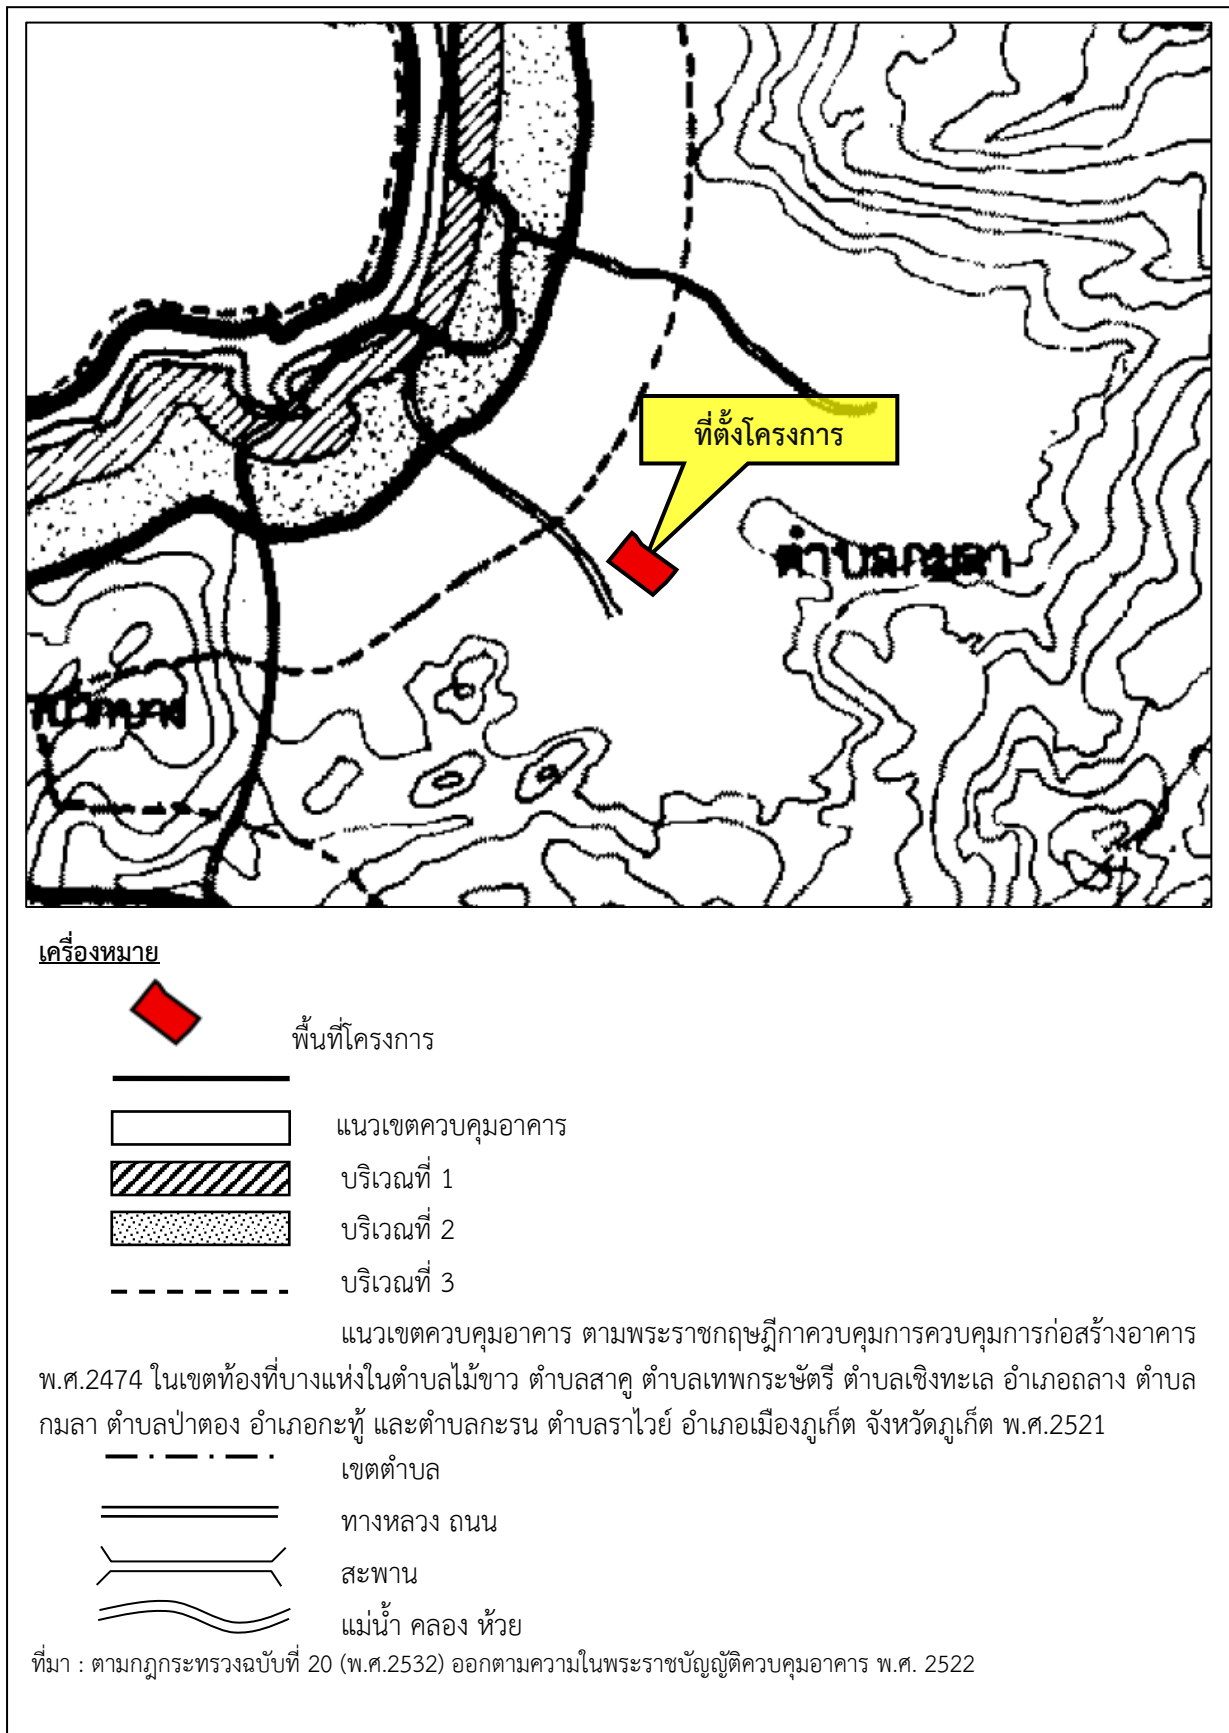 ที่ตั้งโครงการ
ตำบลกมลา
เครื่องหมาย
พื้นที่โครงการ
แนวเขตควบคุมอาคาร
บริเวณที่ 1
บริเวณที่ 2
บริเวณที่ 3
แนวเขตควบคุมอาคาร ตามพระราชกฤษฎีกาควบคุมการควบคุมการก่อสร้างอาคาร
พ.ศ.2474 ในเขตท้องที่บางแห่งในตำบลไม้ขาว ตำบลสาคู ตำบลเทพกระษัตรี ตำบลเชิงทะเล อำเภอถลาง ตำบล
กมลา ตำบลป่าตอง อำเภอกะทู้ และตำบลกะรน ตำบลราไวย์ อำเภอเมืองภูเก็ต จังหวัดภูเก็ต พ.ศ.2521
เขตตำบล
ทางหลวง ถนน
สะพาน
แม่น้ำ คลอง ห้วย
ที่มา : ตามกฎกระทรวงฉบับที่ 20 (พ.ศ.2532) ออกตามความในพระราชบัญญัติควบคุมอาคาร พ.ศ. 2522